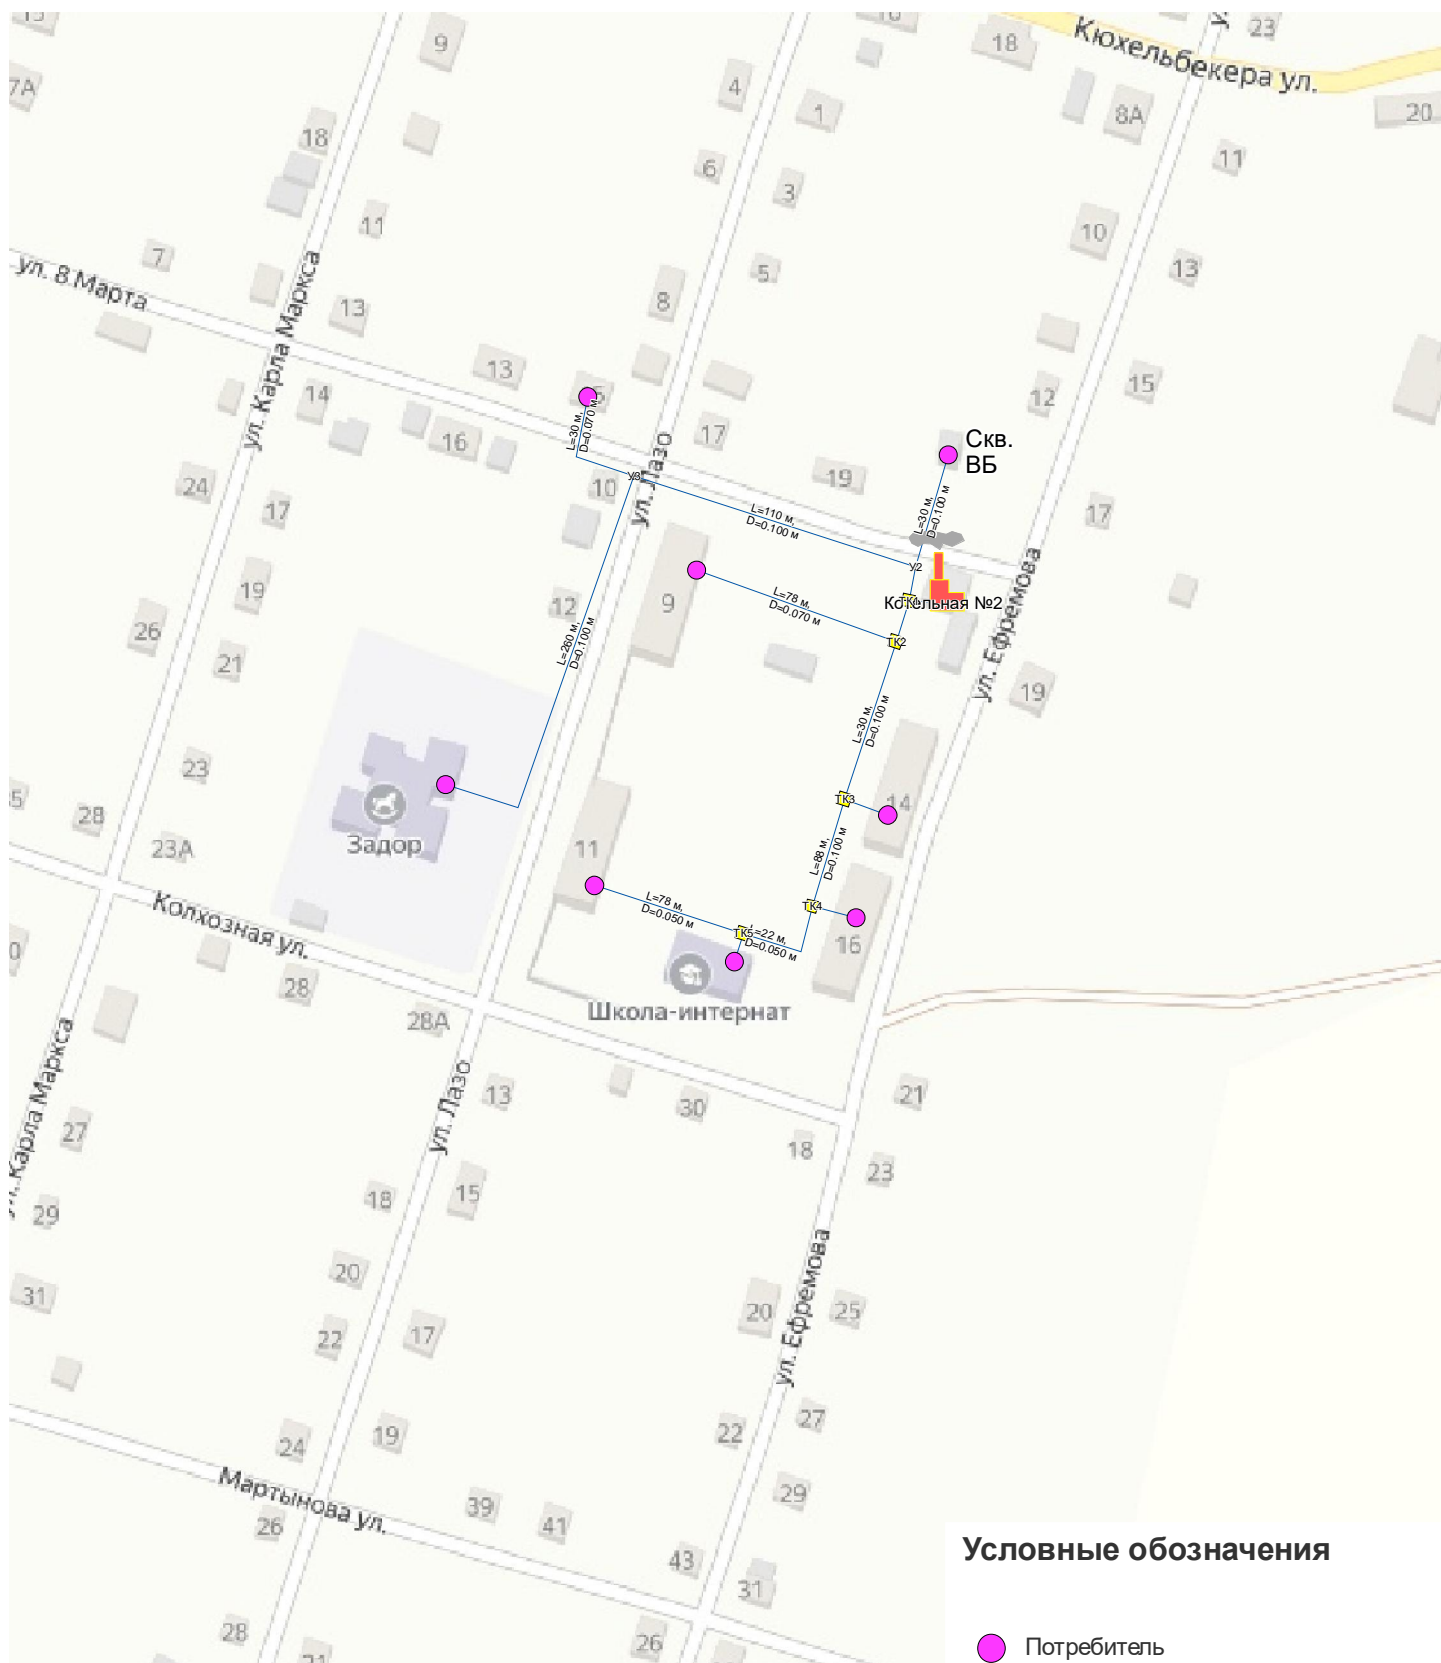 9
18
Кюхельбекера ул.
23
7А
4
1
8А
20
18
6
3
11
11
10
7
5
13
ул. 8 Марта
ул. Карла Маркса
13
8
13
15
14
12
16
17
Скв.
ВБ
19
24
10
17
17
ул. Лазо
L=30 м,
D=0.070 м
У3
L=110 м,
D=0.100 м
L=30 м,
D=0.100 м
У2
Котельная №2
ТК2
L=78 м,
D=0.070 м
9
19
12
26
21
L=260 м,
D=0.100 м
ул. Ефремова
19
L=30 м,
D=0.100 м
23
ТК3
14
28
23А
Задор
11
L=88 м,
D=0.100 м
Колхозная ул.
L=78 м,
D=0.050 м
ТК4
ТК5
L=22 м,
D=0.050 м
16
28
28А
Школа-интернат
ул. Карла Маркса
ул. Лазо
13
30
21
27
18
23
29
18
15
20
31
22
17
20
25
ул. Ефремова
24
19
22
27
Мартынова ул.
26
39
41
29
43
31
28
26
Условные обозначения
Потребитель